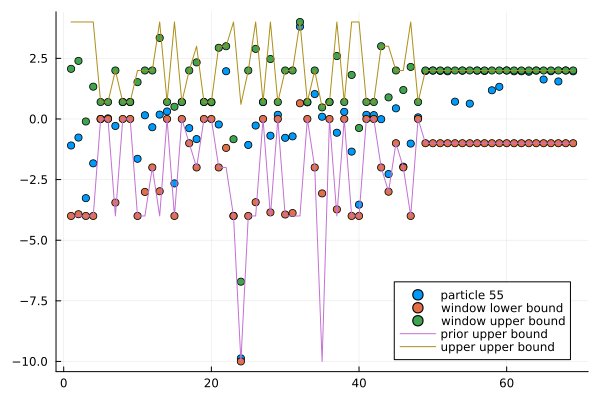 2.5
0.0
−2.5
−5.0
−7.5
−10.0
0
20
40
60
particle 55
window lower bound
window upper bound
prior upper bound
upper upper bound